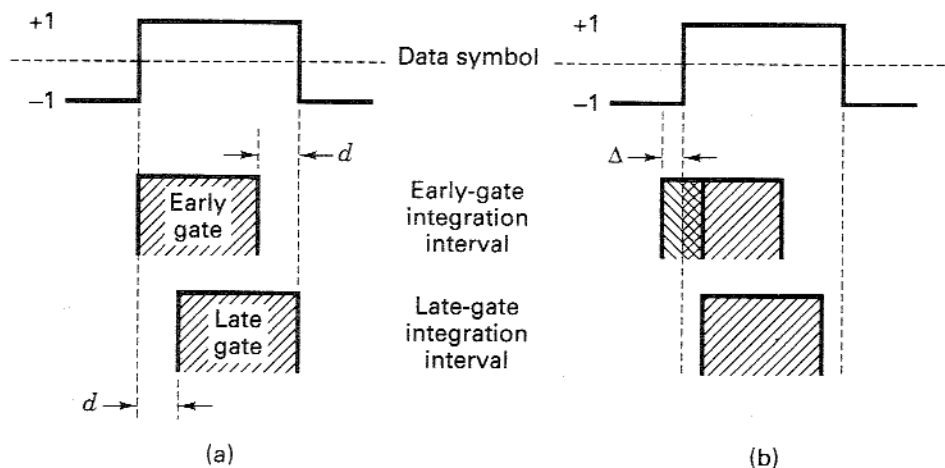 +1
+1
Data symbol
−1
−1
d
Δ
Early
gate
Early-gate
integration
interval
Late
gate
Late-gate
integration
interval
d
(a)
(b)